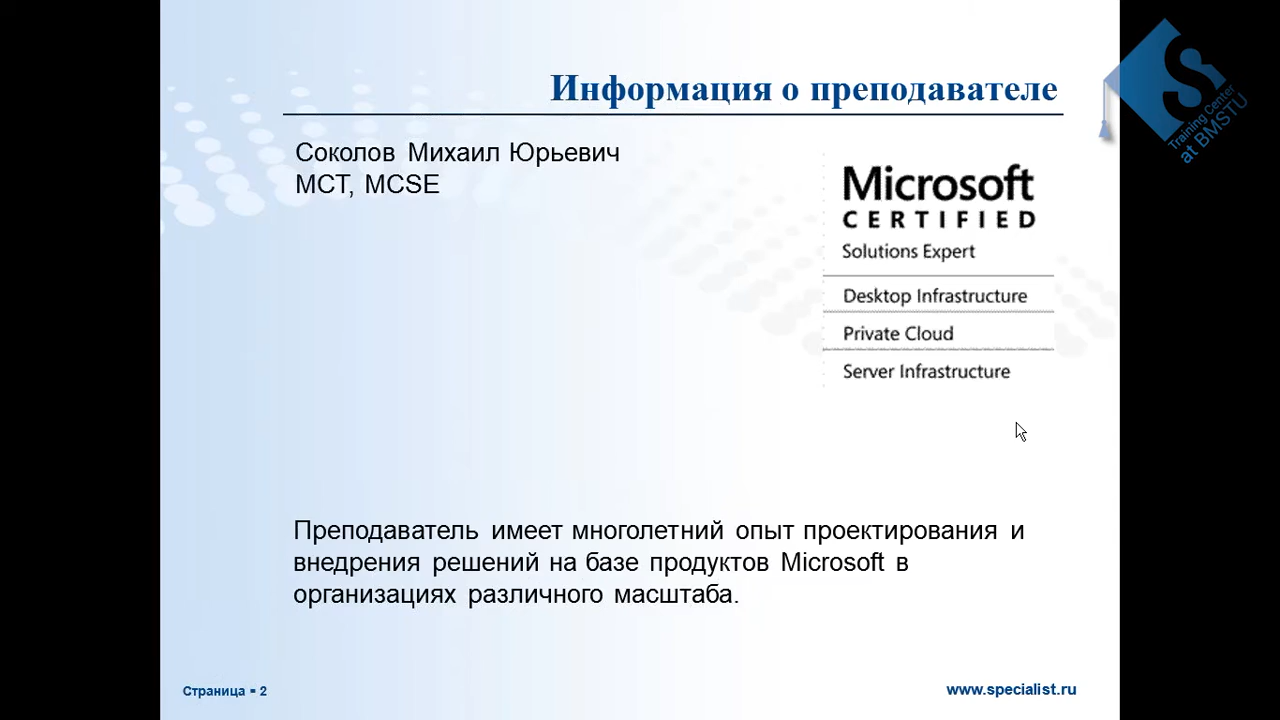 Информация о преподавателе
Соколов Михаил Юрьевич
MCT, MCSE
Microsoft
CERTIFIED
Solutions Expert
Desktop Infrastructure
Private Cloud
Server Infrastructure
Преподаватель имеет многолетний опыт проектирования и
внедрения решений на базе продуктов Microsoft в
организациях различного масштаба.
Страница ▪ 2
www.specialist.ru
S
Training Center
at BMSTU